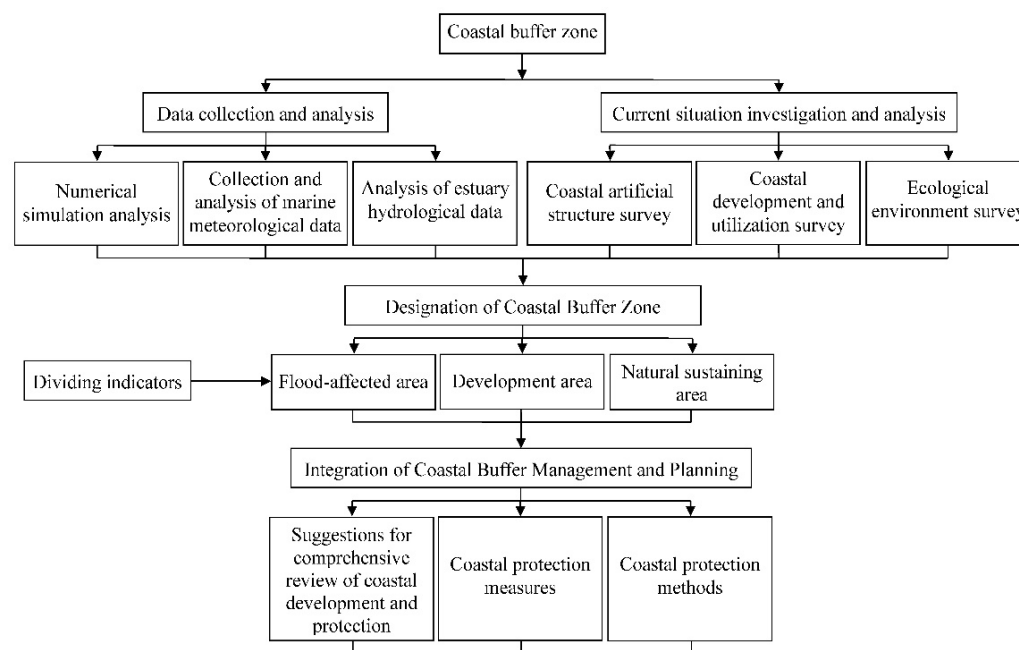 Coastal buffer zone
Data collection and analysis
Current situation investigation and analysis
Numerical
simulation analysis
Collection and
analysis of marine
meteorological data
Analysis of estuary
hydrological data
Coastal artificial
structure survey
Coastal
development and
utilization survey
Ecological
environment survey
Designation of Coastal Buffer Zone
Dividing indicators
Flood-affected area
Development area
Natural sustaining
area
Integration of Coastal Buffer Management and Planning
Suggestions for
comprehensive
review of coastal
development and
protection
Coastal protection
measures
Coastal protection
methods